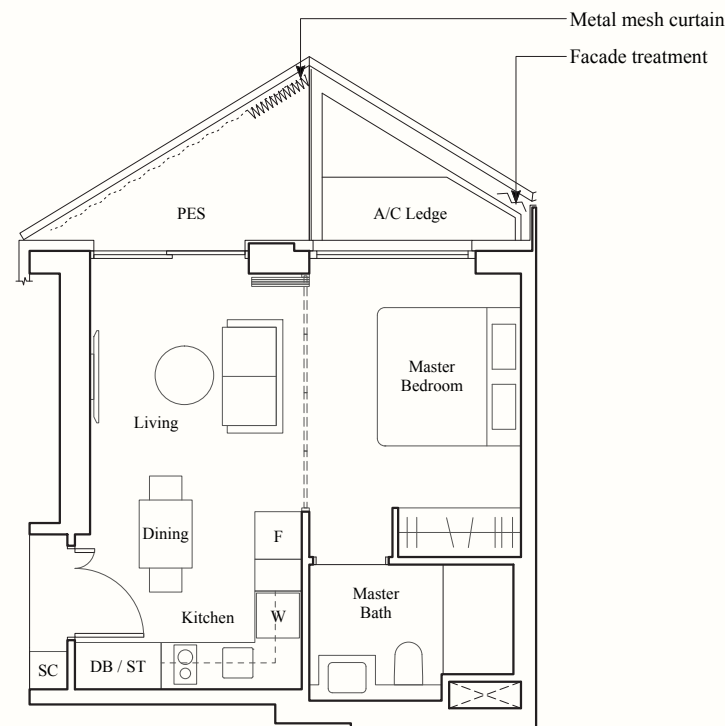 Metal mesh curtain
Facade treatment
PES
A/C Ledge
Master
Bedroom
Living
Dining
F
Kitchen
W
Master
Bath
SC
DB / ST